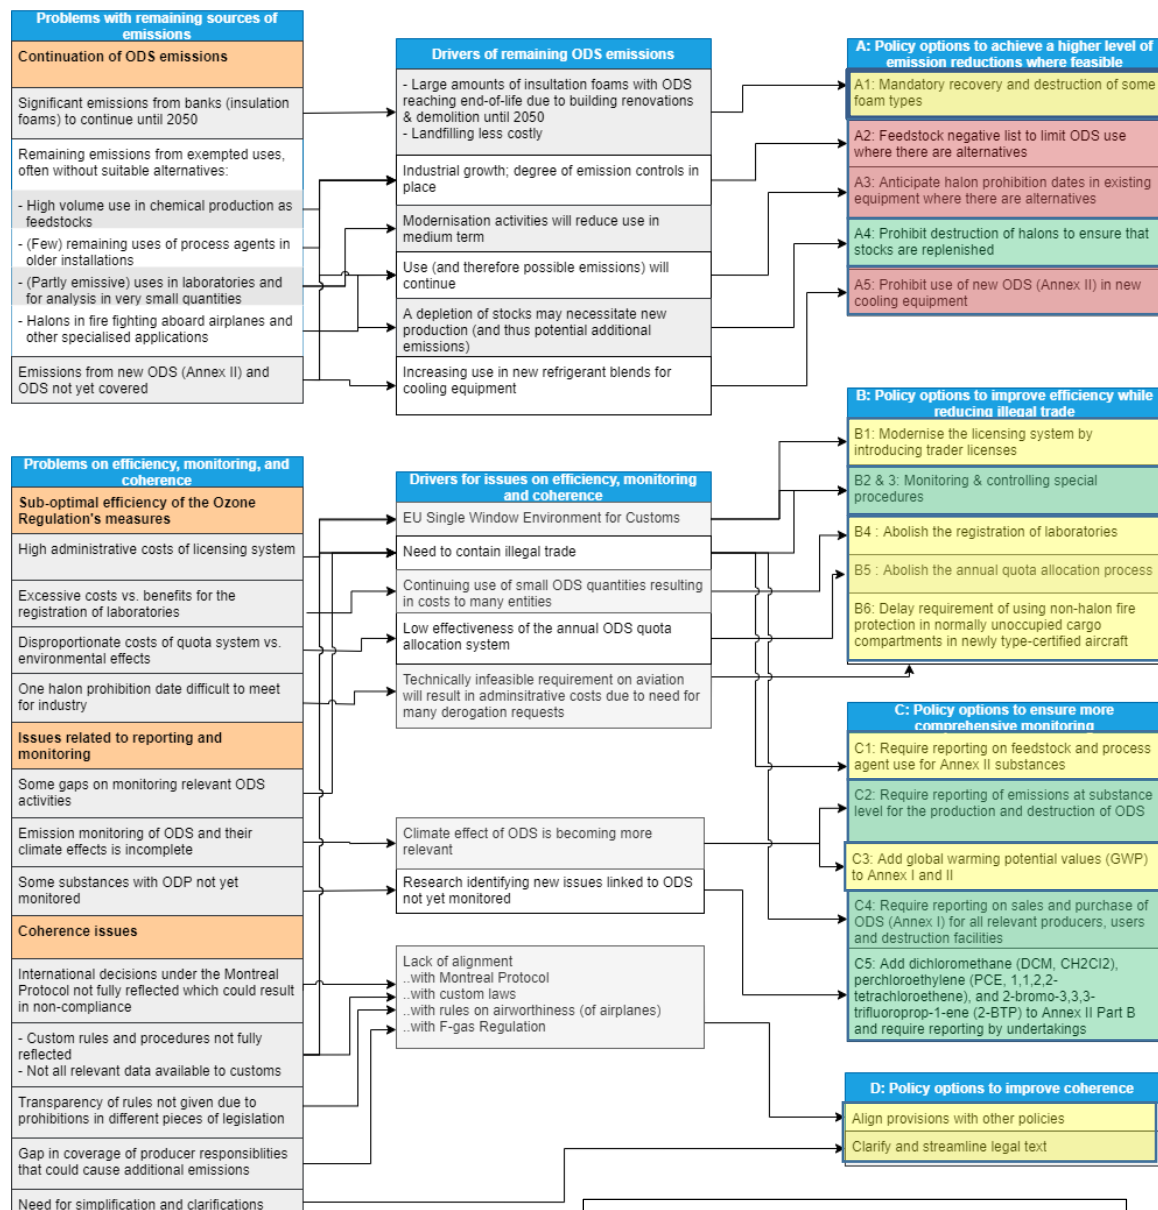 Problems with remaining sources of
emissions
Continuation of ODS emissions
Significant emissions from banks (insulation
foams) to continue until 2050
Remaining emissions from exempted uses,
often without suitable alternatives:
- High volume use in chemical production as
feedstocks
- (Few) remaining uses of process agents in
older installations
- (Partly emissive) uses in laboratories and
for analysis in very small quantities
- Halons in fire fighting aboard airplanes and
other specialised applications
Emissions from new ODS (Annex II) and
ODS not yet covered
Drivers of remaining ODS emissions
- Large amounts of insultation foams with ODS
reaching end-of-life due to building renovations
& demolition until 2050
- Landfilling less costly
Industrial growth; degree of emission controls in
place
Modernisation activities will reduce use in
medium term
Use (and therefore possible emissions) will
continue
A depletion of stocks may necessitate new
production (and thus potential additional
emissions)
Increasing use in new refrigerant blends for
cooling equipment
A: Policy options to achieve a higher level of
emission reductions where feasible
A1: Mandatory recovery and destruction of some
foam types
A2: Feedstock negative list to limit ODS use
where there are alternatives
A3: Anticipate halon prohibition dates in existing
equipment where there are alternatives
A4: Prohibit destruction of halons to ensure that
stocks are replenished
A5: Prohibit use of new ODS (Annex II) in new
cooling equipment
B: Policy options to improve efficiency while
reducing illegal trade
B1: Modernise the licensing system by
introducing trader licenses
B2 & 3: Monitoring & controlling special
procedures
B4 : Abolish the registration of laboratories
B5 : Abolish the annual quota allocation process
B6: Delay requirement of using non-halon fire
protection in normally unoccupied cargo
compartments in newly type-certified aircraft
Problems on efficiency, monitoring, and
coherence
Sub-optimal efficiency of the Ozone
Regulation's measures
High administrative costs of licensing system
Excessive costs vs. benefits for the
registration of laboratories
Disproportionate costs of quota system vs.
environmental effects
One halon prohibition date difficult to meet
for industry
Issues related to reporting and
monitoring
Some gaps on monitoring relevant ODS
activities
Emission monitoring of ODS and their
climate effects is incomplete
Some substances with ODP not yet
monitored
Coherence issues
International decisions under the Montreal
Protocol not fully reflected which could result
in non-compliance
- Custom rules and procedures not fully
reflected
- Not all relevant data available to customs
Transparency of rules not given due to
prohibitions in different pieces of legislation
Gap in coverage of producer responsiblities
that could cause additional emissions
Need for simplification and clarifications
Drivers for issues on efficiency, monitoring
and coherence
EU Single Window Environment for Customs
Need to contain illegal trade
Continuing use of small ODS quantities resulting
in costs to many entities
Low effectiveness of the annual ODS quota
allocation system
Technically infeasible requirement on aviation
will result in adminsitrative costs due to need for
many derogation requests
Climate effect of ODS is becoming more
relevant
Research identifying new issues linked to ODS
not yet monitored
Lack of alignment
..with Montreal Protocol
..with custom laws
..with rules on airworthiness (of airplanes)
..with F-gas Regulation
C: Policy options to ensure more
comprehensive monitoring
C1: Require reporting on feedstock and process
agent use for Annex II substances
C2: Require reporting of emissions at substance
level for the production and destruction of ODS
C3: Add global warming potential values (GWP)
to Annex I and II
C4: Require reporting on sales and purchase of
ODS (Annex I) for all relevant producers, users
and destruction facilities
C5: Add dichloromethane (DCM, CH2Cl2),
perchloroethylene (PCE, 1,1,2,2-
tetrachloroethene), and 2-bromo-3,3,3-
trifluoroprop-1-ene (2-BTP) to Annex II Part B
and require reporting by undertakings
D: Policy options to improve coherence
Align provisions with other policies
Clarify and streamline legal text